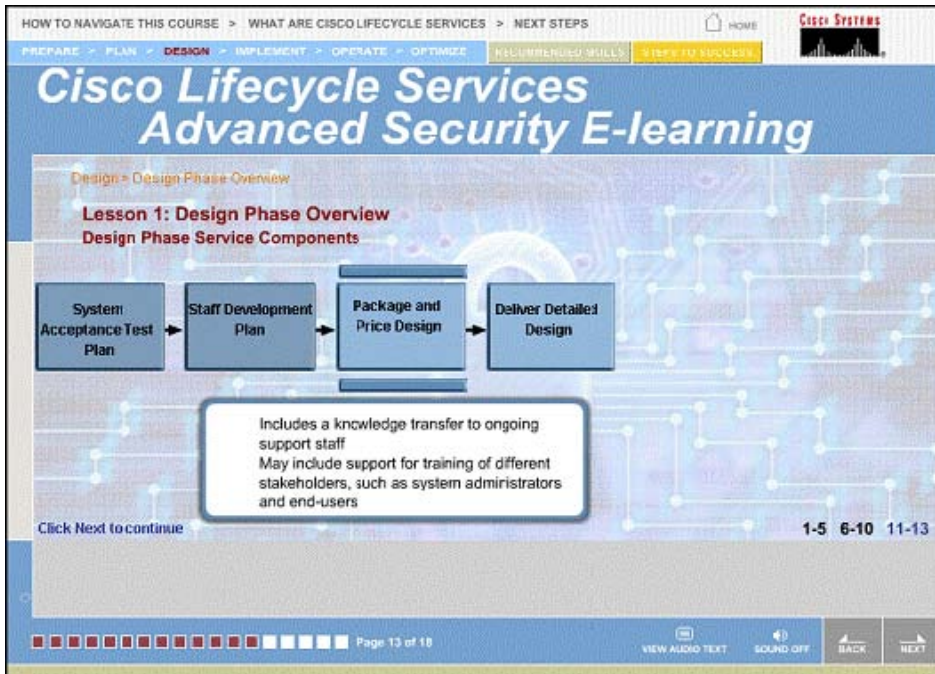 HOW TO NAVIGATE THIS COURSE > WHAT ARE CISCO LIFECYCLE SERVICES > NEXT STEPS
HOME
CISCO SYSTEMS
PREPARE > PLAN > DESIGN > IMPLEMENT > OPERATE > OPTIMIZE
RECOMMENDED SKILLS
STEPS TO SUCCESS
Cisco Lifecycle Services
Advanced Security E-learning
Design > Design Phase Overview
Lesson 1: Design Phase Overview
Design Phase Service Components
System
Acceptance Test
Plan
Staff Development
Plan
Package and
Price Design
Deliver Detailed
Design
Includes a knowledge transfer to ongoing
support staff
May include support for training of different
stakeholders, such as system administrators
and end-users
Click Next to continue
1-5 6-10 11-13
Page 13 of 18
VIEW AUDIO TEXT
SOUND OFF
BACK
NEXT